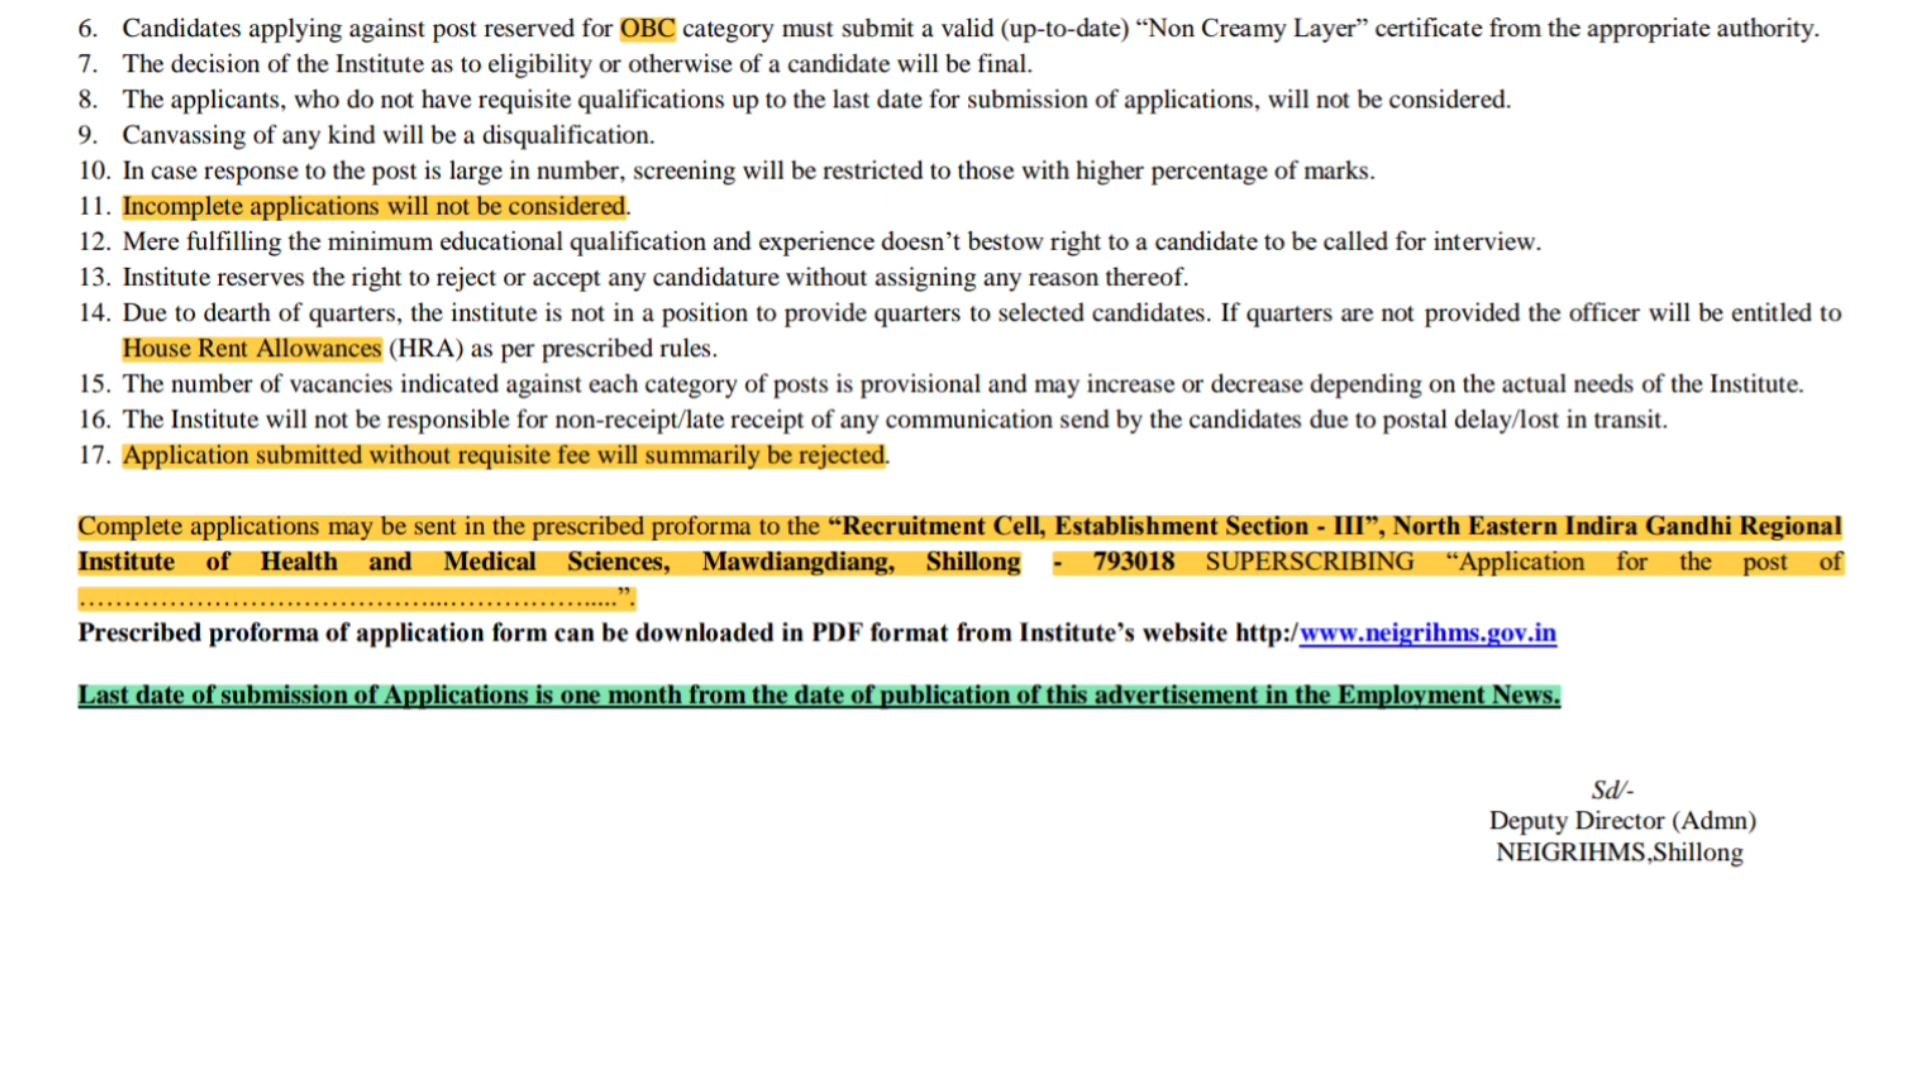 6. Candidates applying against post reserved for OBC category must submit a valid (up-to-date) “Non Creamy Layer” certificate from the appropriate authority.
7. The decision of the Institute as to eligibility or otherwise of a candidate will be final.
8. The applicants, who do not have requisite qualifications up to the last date for submission of applications, will not be considered.
9. Canvassing of any kind will be a disqualification.
10. In case response to the post is large in number, screening will be restricted to those with higher percentage of marks.
11. Incomplete applications will not be considered.
12. Mere fulfilling the minimum educational qualification and experience doesn’t bestow right to a candidate to be called for interview.
13. Institute reserves the right to reject or accept any candidature without assigning any reason thereof.
14. Due to dearth of quarters, the institute is not in a position to provide quarters to selected candidates. If quarters are not provided the officer will be entitled to
House Rent Allowances (HRA) as per prescribed rules.
15. The number of vacancies indicated against each category of posts is provisional and may increase or decrease depending on the actual needs of the Institute.
16. The Institute will not be responsible for non-receipt/late receipt of any communication send by the candidates due to postal delay/lost in transit.
17. Application submitted without requisite fee will summarily be rejected.
Complete applications may be sent in the prescribed proforma to the “Recruitment Cell, Establishment Section - III”, North Eastern Indira Gandhi Regional
Institute of Health and Medical Sciences, Mawdiangdiang, Shillong - 793018 SUPERSCRIBING “Application for the post of
…………………………………...……………….....”.
Prescribed proforma of application form can be downloaded in PDF format from Institute’s website http:/www.neigrihms.gov.in
Last date of submission of Applications is one month from the date of publication of this advertisement in the Employment News.
Sd/-
Deputy Director (Admn)
NEIGRIHMS,Shillong